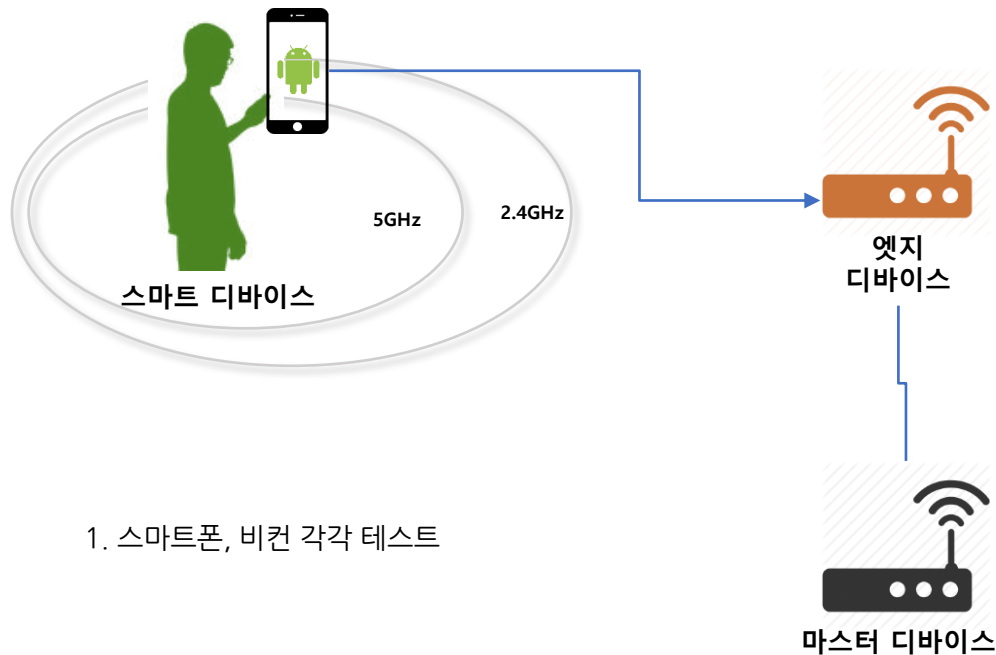 5GHz
2.4GHz
스마트 디바이스
엣지
디바이스
1. 스마트폰, 비컨 각각 테스트
마스터 디바이스